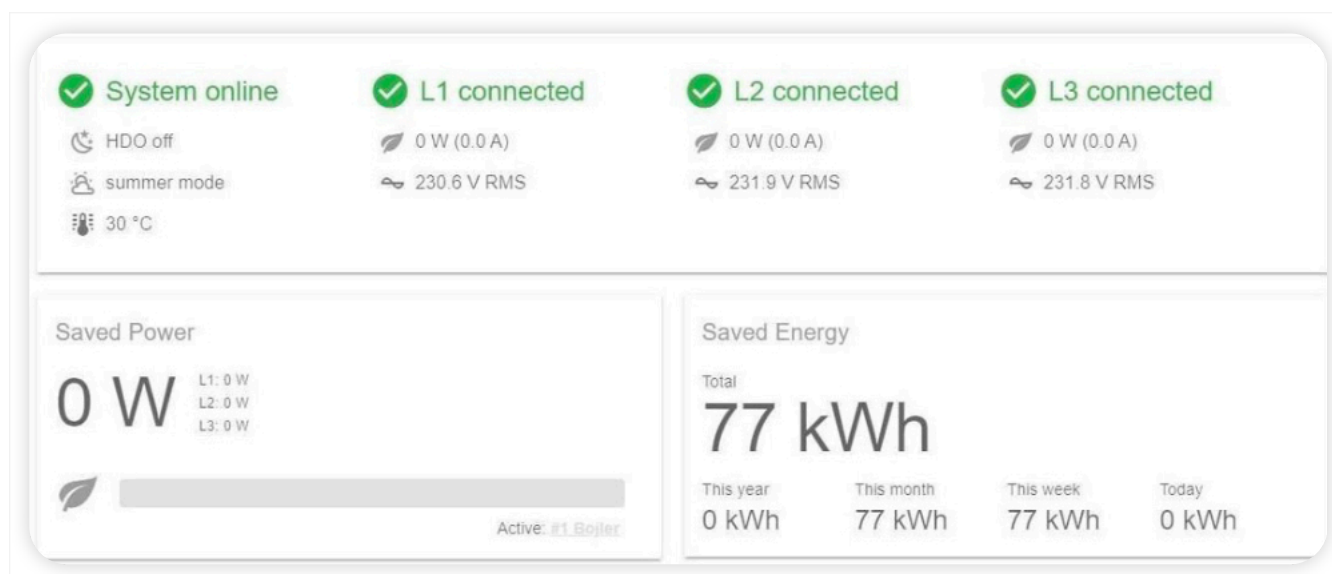 System online
HDO off
summer mode
30 °C
L1 connected
0 W (0.0 A)
230.6 V RMS
L2 connected
0 W (0.0 A)
231.9 V RMS
L3 connected
0 W (0.0 A)
231.8 V RMS
Saved Power
0 W
L1: 0 W
L2: 0 W
L3: 0 W
Active: #1 Bojler
Saved Energy
Total
77 kWh
This year
0 kWh
This month
77 kWh
This week
77 kWh
Today
0 kWh